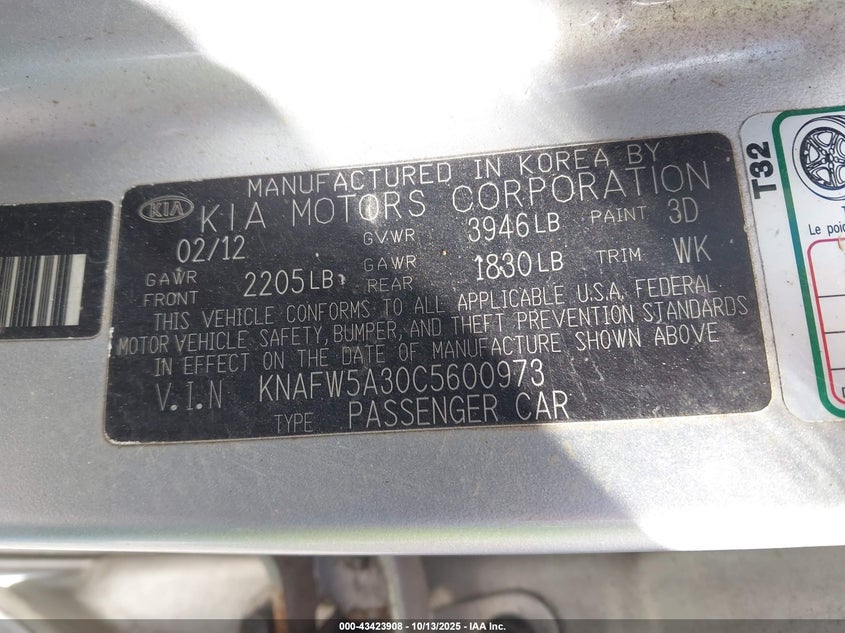 MANUFACTURED IN KOREA BY
KIA KIA MOTORS CORPORATION
02/12 GVWR 3946LB PAINT 3D
GAWR FRONT 2205LB GAWR REAR 1830LB TRIM WK
THIS VEHICLE CONFORMS TO ALL APPLICABLE U.S.A. FEDERAL
MOTOR VEHICLE SAFETY, BUMPER, AND THEFT PREVENTION STANDARDS
IN EFFECT ON THE DATE OF MANUFACTURE SHOWN ABOVE
V.I.N KNAFW5A30C5600973
TYPE PASSENGER CAR
T32
Le poid
000-43423908 - 10/13/2025 - IAA Inc.